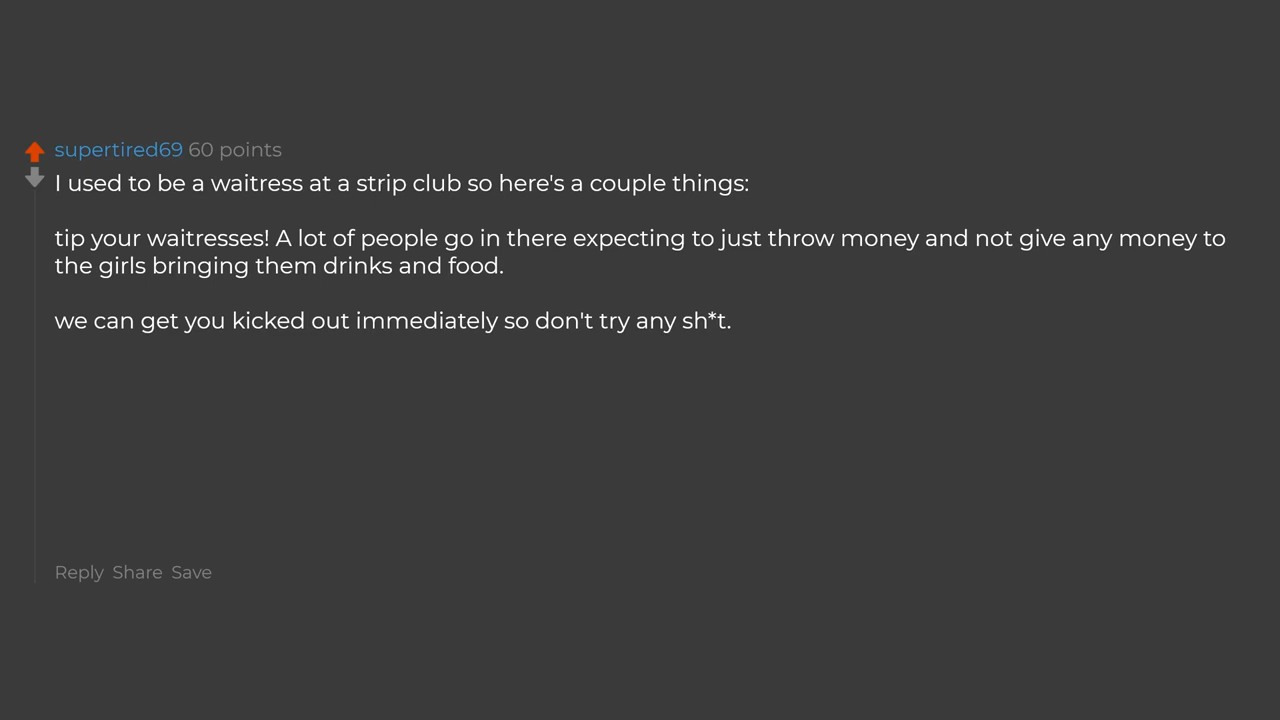 supertired69 60 points
I used to be a waitress at a strip club so here's a couple things:
tip your waitresses! A lot of people go in there expecting to just throw money and not give any money to
the girls bringing them drinks and food.
we can get you kicked out immediately so don't try any sh*t.
Reply Share Save